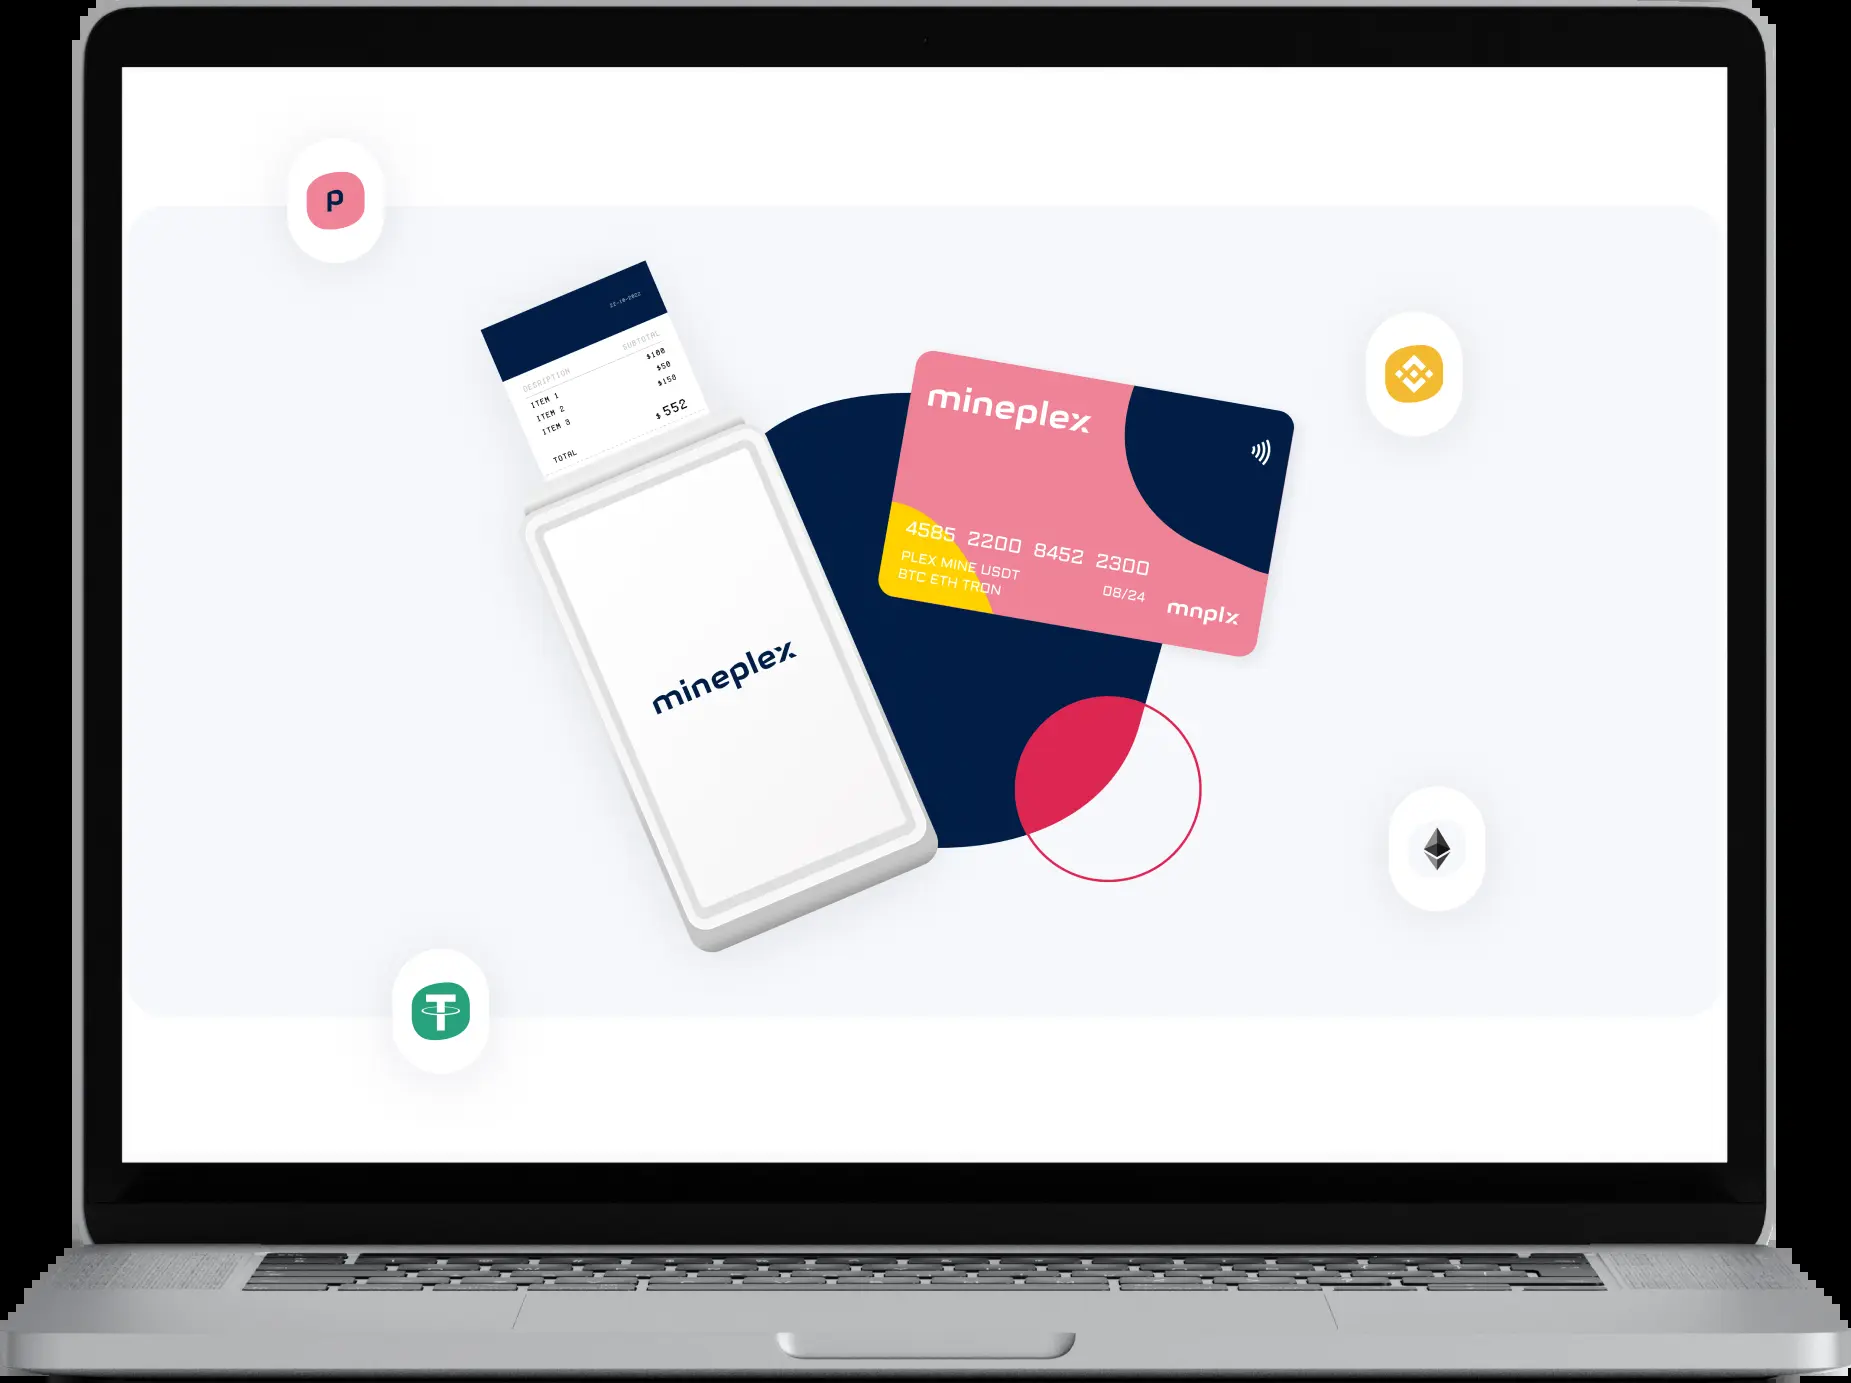 P
22-10-2022
DESRIPTION SUBTOTAL
ITEM 1 $100
ITEM 2 $50
ITEM 3 $150
TOTAL $ 552
mineplex
mineplex
4585 2200 8452 2300
PLEX MINE USDT
BTC ETH TRON
08/24
mnplx